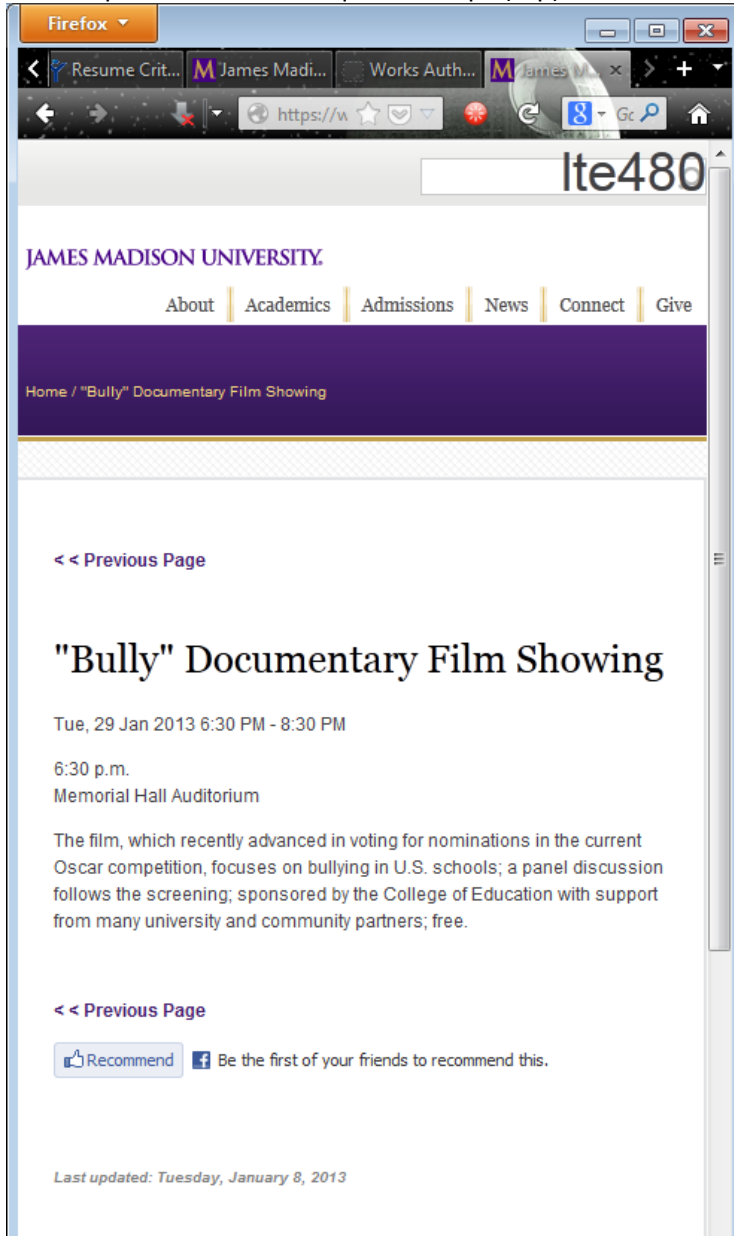 Firefox
Resume Crit... James Madi... Works Auth... James M...
https://w
8 Gc
lte480
JAMES MADISON UNIVERSITY.
About Academics Admissions News Connect Give
Home / "Bully" Documentary Film Showing
< < Previous Page
"Bully" Documentary Film Showing
Tue, 29 Jan 2013 6:30 PM - 8:30 PM
6:30 p.m.
Memorial Hall Auditorium
The film, which recently advanced in voting for nominations in the current
Oscar competition, focuses on bullying in U.S. schools; a panel discussion
follows the screening; sponsored by the College of Education with support
from many university and community partners; free.
< < Previous Page
Recommend f Be the first of your friends to recommend this.
Last updated: Tuesday, January 8, 2013